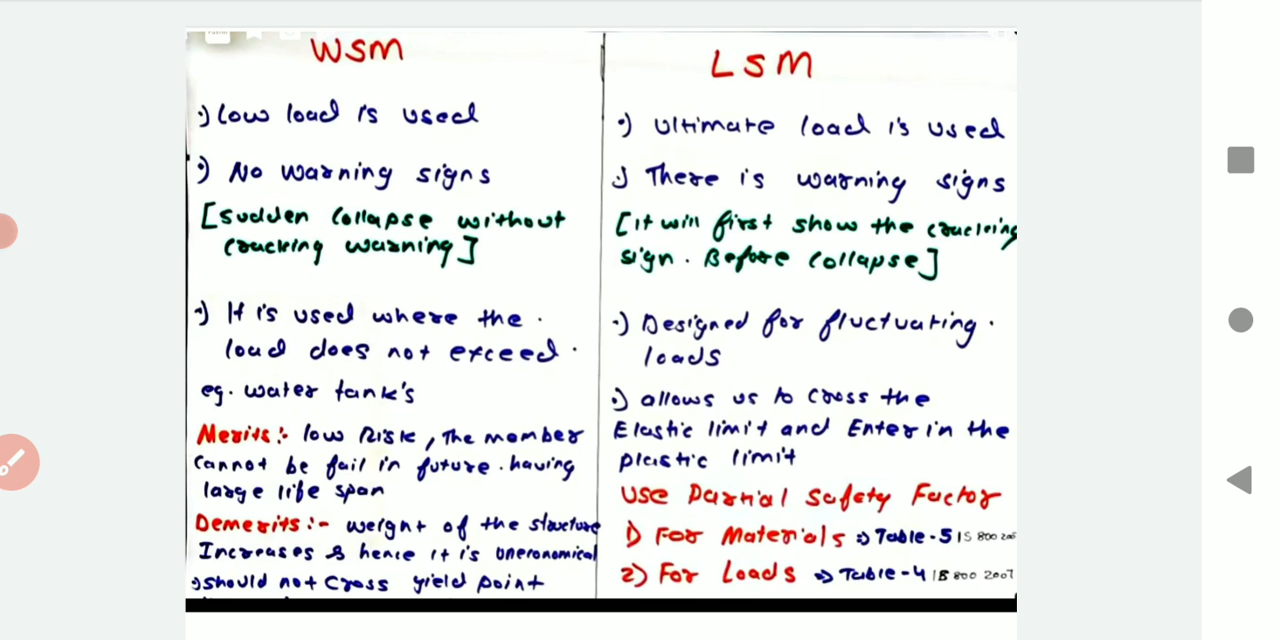 WSM
·) Low load is used
·) No warning signs
[Sudden collapse without
cracking warning]
·) It is used where the
load does not exceed.
eg. water tank's
Merits:- low Risk, The member
cannot be fail in future. having
large life span
Demerits:- weight of the structure
Increases & hence it is uneconomical
·) should not cross yield point
LSM
·) Ultimate load is used
·) There is warning signs
[It will first show the cracking
sign. Before collapse]
·) Designed for fluctuating.
loads
·) allows us to cross the
Elastic limit and Enter in the
plastic limit
Use Partial Safety Factor
1) For Materials ⇒ Table-5 IS 800
2) For Loads ⇒ Table-4 IS 800 2007